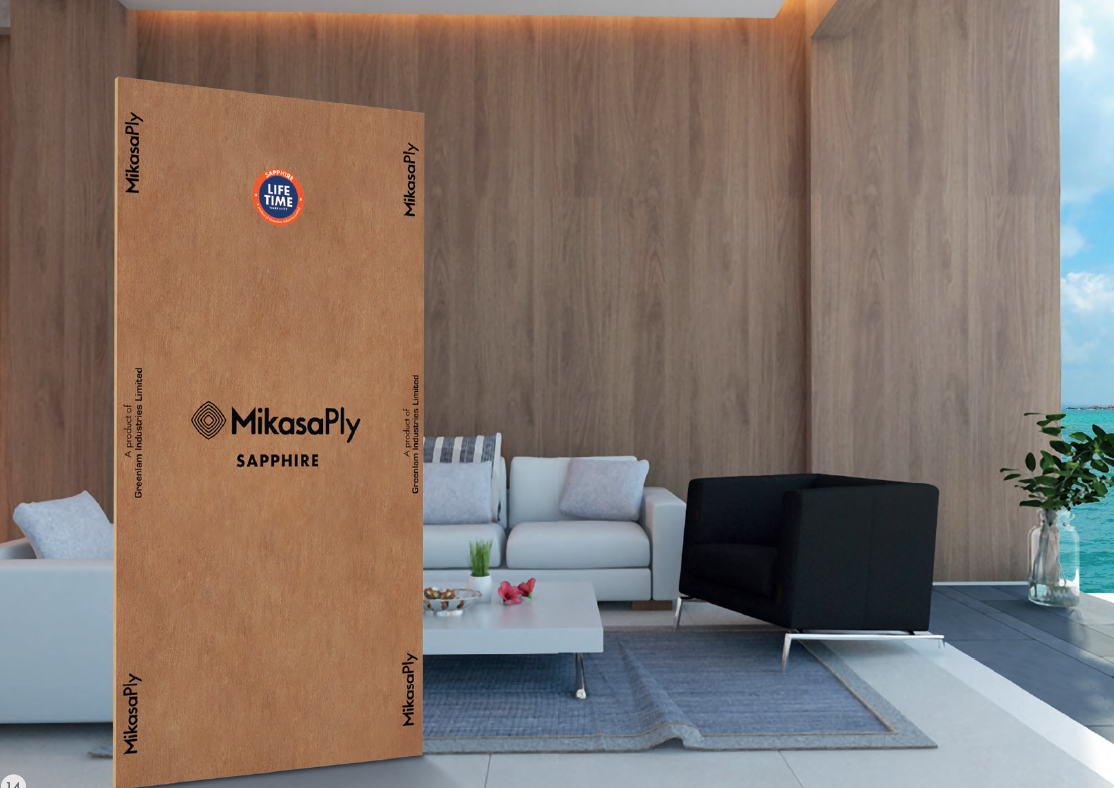 MikasaPly
MikasaPly
SAPPHIRE
LIFE
TIME
A product of
Greenlam Industries Limited
MikasaPly
SAPPHIRE
A product of
Greenlam Industries Limited
MikasaPly
MikasaPly
14